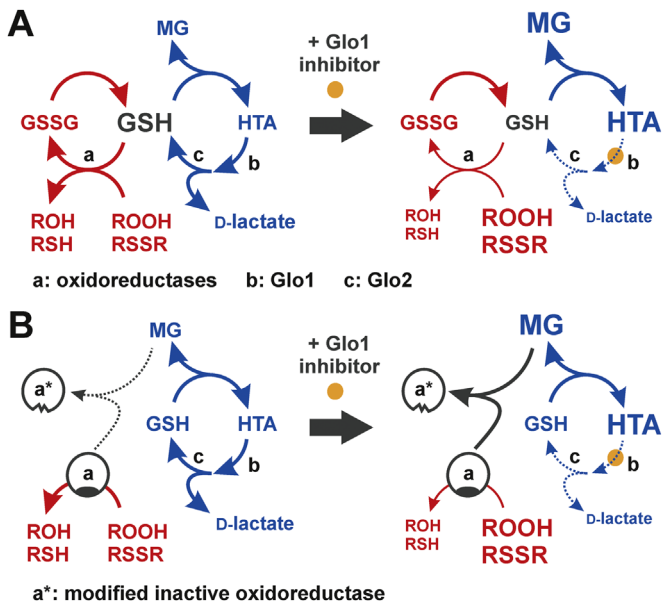 A
MG
+ Glo1
inhibitor
MG
GSSG
GSH
HTA
GSSG
GSH
HTA
a
c
b
a
c
b
ROH
RSH
ROOH
RSSR
D-lactate
ROH
RSH
ROOH
RSSR
D-lactate
a: oxidoreductases b: Glo1 c: Glo2
B
MG
+ Glo1
inhibitor
MG
a*
a*
GSH
HTA
GSH
HTA
a
c
b
a
c
b
ROH
RSH
ROOH
RSSR
D-lactate
ROH
RSH
ROOH
RSSR
D-lactate
a*: modified inactive oxidoreductase